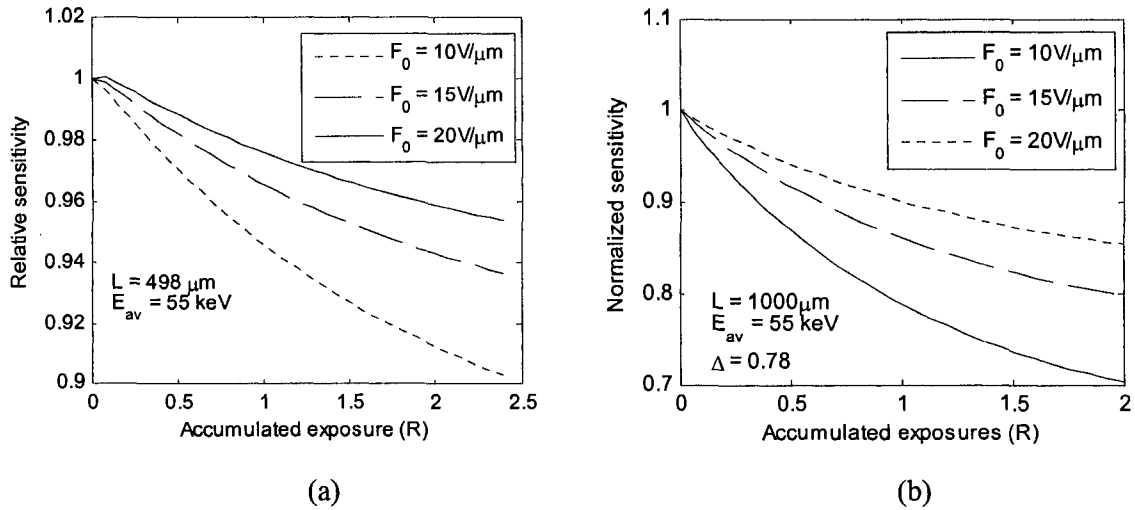 1.02
1
0.98
0.96
0.94
0.92
0.9
Relative sensitivity
F0 = 10V/μm
F0 = 15V/μm
F0 = 20V/μm
L = 498 μm
Eav = 55 keV
0
0.5
1
1.5
2
2.5
Accumulated exposure (R)
(a)
1.1
1
0.9
0.8
0.7
Normalized sensitivity
F0 = 10V/μm
F0 = 15V/μm
F0 = 20V/μm
L = 1000μm
Eav = 55 keV
Δ = 0.78
0
0.5
1
1.5
2
Accumulated exposures (R)
(b)